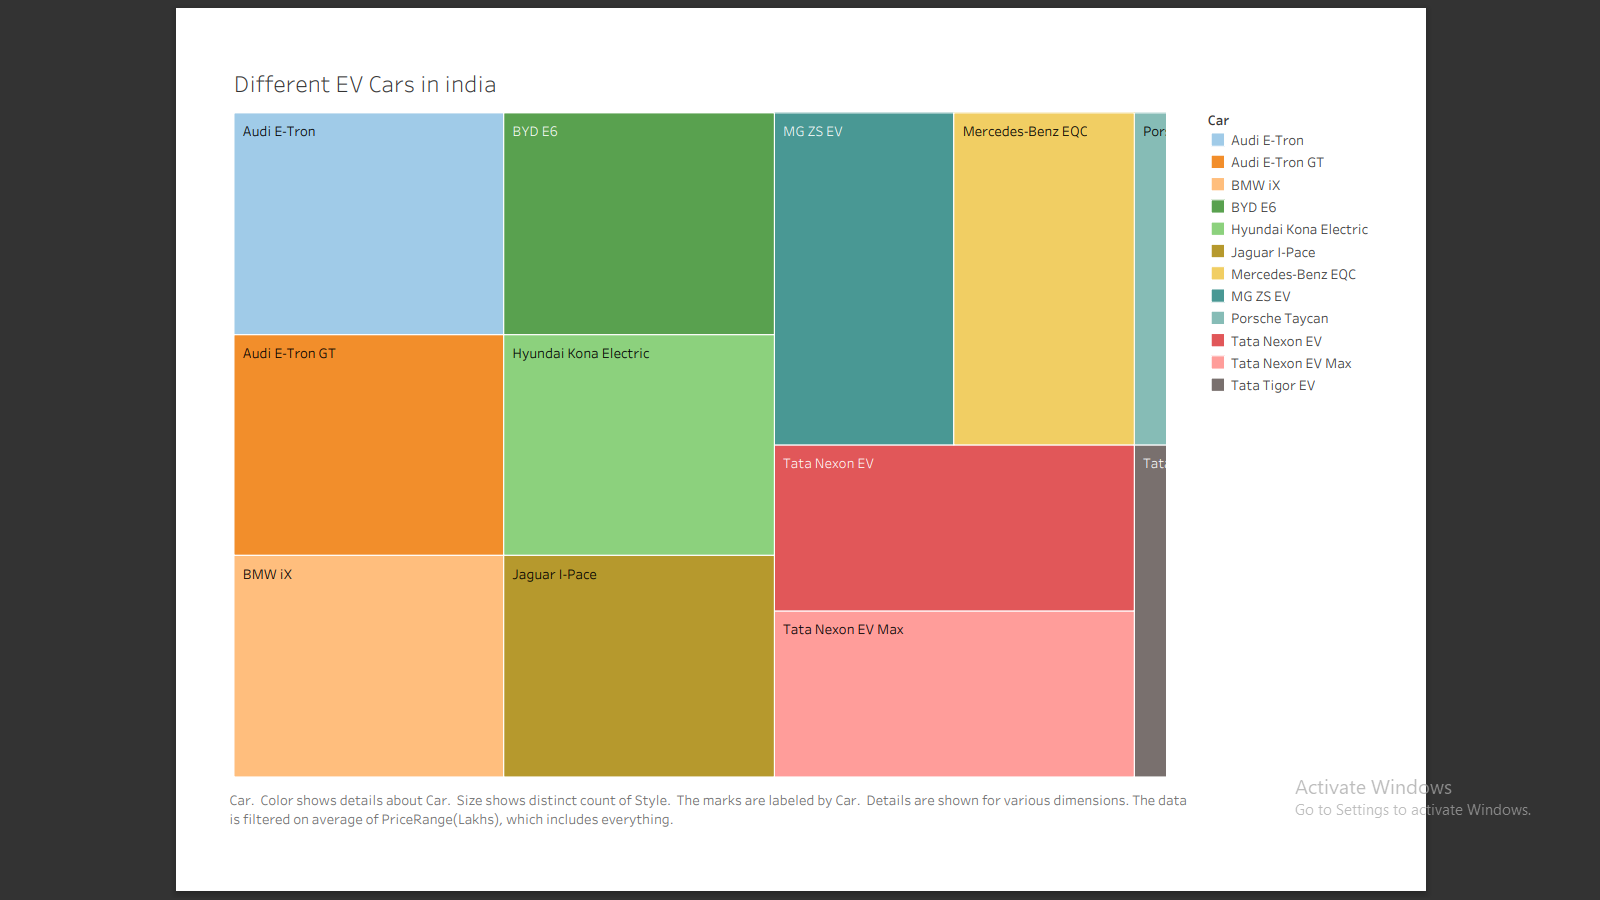 Different EV Cars in india
Audi E-Tron
BYD E6
MG ZS EV
Mercedes-Benz EQC
Audi E-Tron GT
Hyundai Kona Electric
Tata Nexon EV
BMW iX
Jaguar I-Pace
Tata Nexon EV Max
Car
Audi E-Tron
Audi E-Tron GT
BMW iX
BYD E6
Hyundai Kona Electric
Jaguar I-Pace
Mercedes-Benz EQC
MG ZS EV
Porsche Taycan
Tata Nexon EV
Tata Nexon EV Max
Tata Tigor EV
Car. Color shows details about Car. Size shows distinct count of Style. The marks are labeled by Car. Details are shown for various dimensions. The data
is filtered on average of PriceRange(Lakhs), which includes everything.
Activate Windows
Go to Settings to activate Windows.